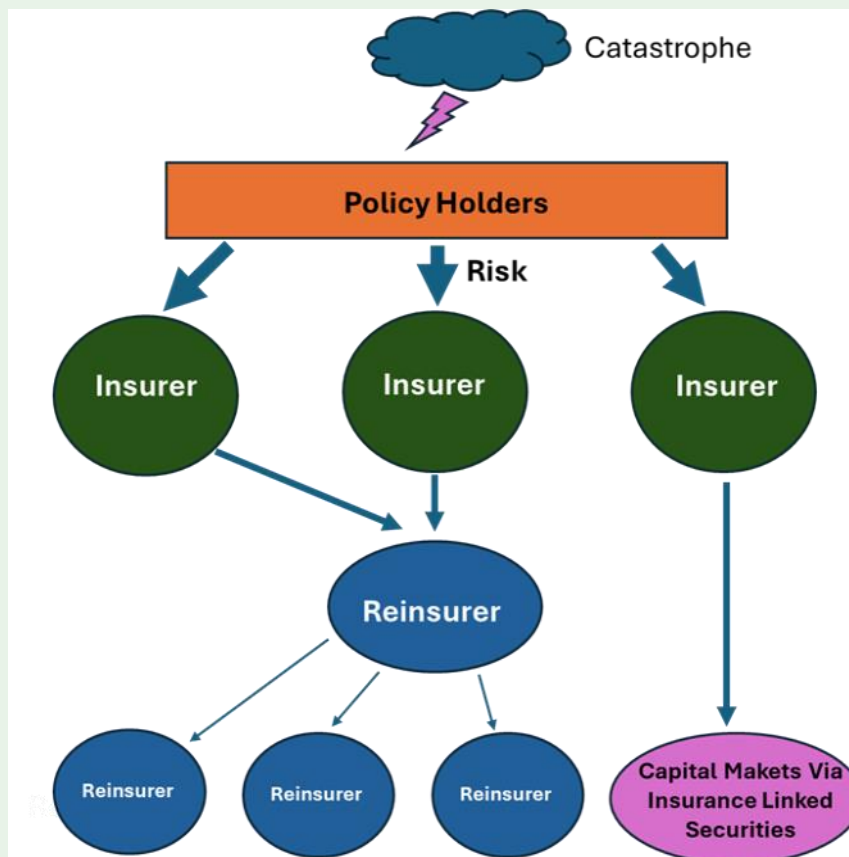 Catastrophe
Policy Holders
Risk
Insurer
Insurer
Insurer
Reinsurer
Reinsurer
Reinsurer
Reinsurer
Capital Makets Via
Insurance Linked
Securities